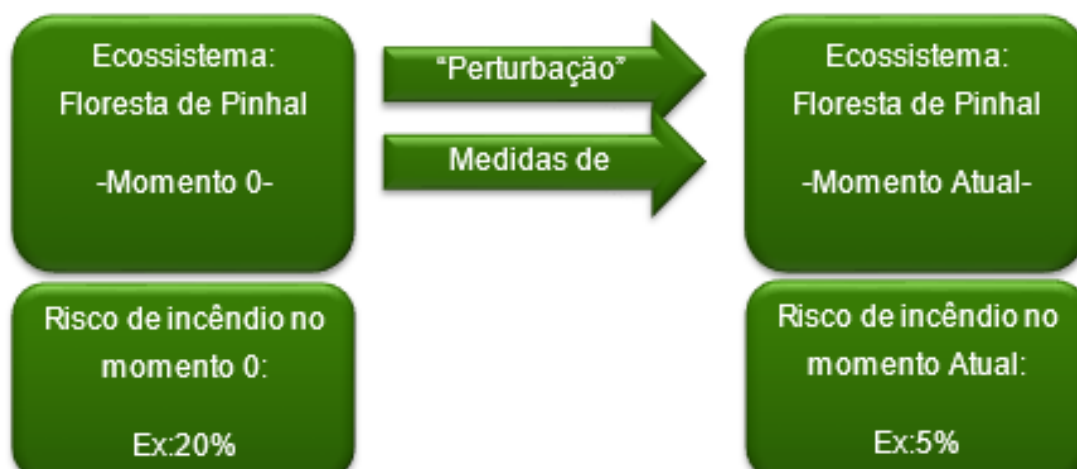 Ecossistema:
Floresta de Pinhal
-Momento 0-
“Perturbação”
Medidas de
Ecossistema:
Floresta de Pinhal
-Momento Atual-
Risco de incêndio no
momento 0:
Ex:20%
Risco de incêndio no
momento Atual:
Ex:5%